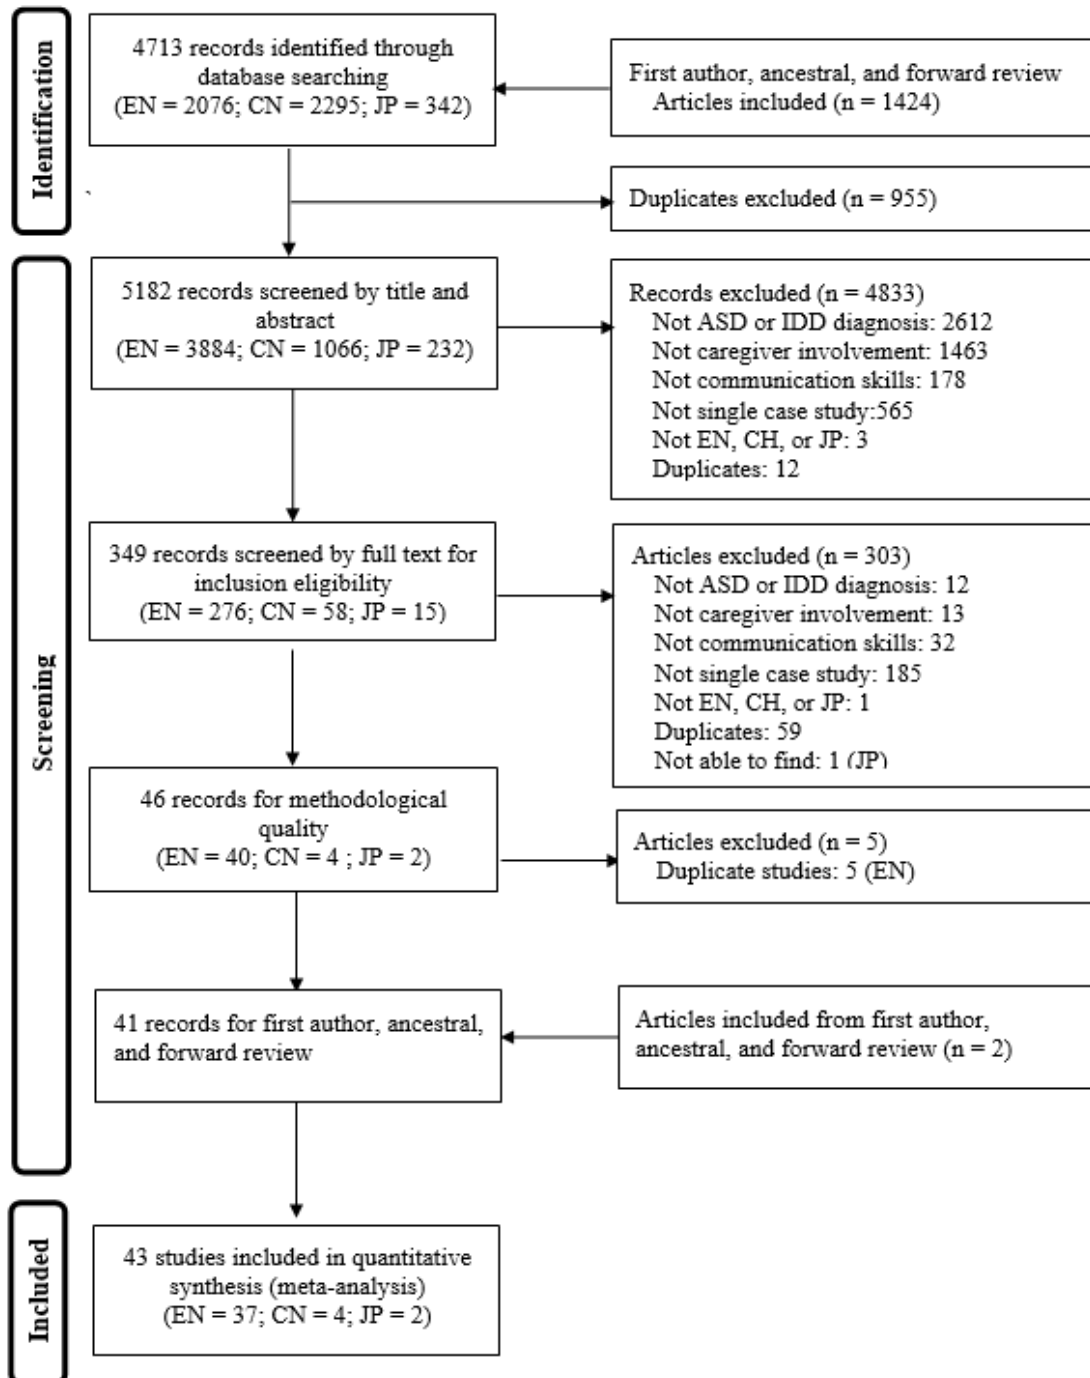 Identification
4713 records identified through
database searching
(EN = 2076; CN = 2295; JP = 342)
First author, ancestral, and forward review
Articles included (n = 1424)
Duplicates excluded (n = 955)
Screening
5182 records screened by title and
abstract
(EN = 3884; CN = 1066; JP = 232)
Records excluded (n = 4833)
Not ASD or IDD diagnosis: 2612
Not caregiver involvement: 1463
Not communication skills: 178
Not single case study:565
Not EN, CH, or JP: 3
Duplicates: 12
349 records screened by full text for
inclusion eligibility
(EN = 276; CN = 58; JP = 15)
Articles excluded (n = 303)
Not ASD or IDD diagnosis: 12
Not caregiver involvement: 13
Not communication skills: 32
Not single case study: 185
Not EN, CH, or JP: 1
Duplicates: 59
Not able to find: 1 (JP)
46 records for methodological
quality
(EN = 40; CN = 4 ; JP = 2)
Articles excluded (n = 5)
Duplicate studies: 5 (EN)
41 records for first author, ancestral,
and forward review
Articles included from first author,
ancestral, and forward review (n = 2)
Included
43 studies included in quantitative
synthesis (meta-analysis)
(EN = 37; CN = 4; JP = 2)